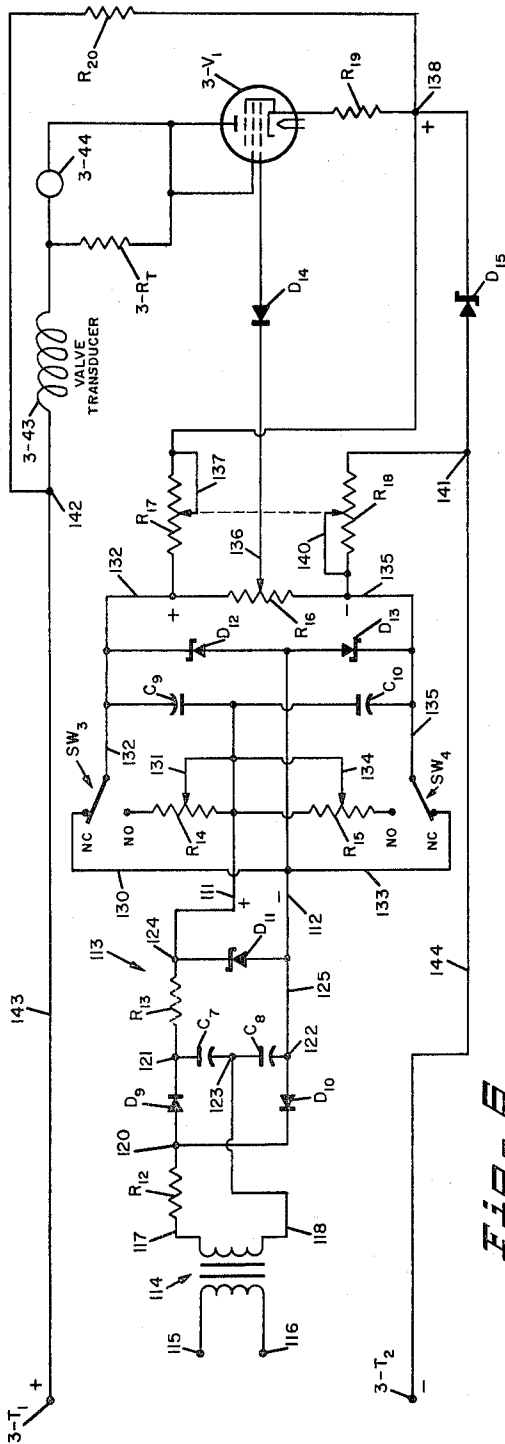 3-T1
+
143
115
116
114
117
118
R12
120
D9
121
R13
124
113
C7
123
C8
122
D10
125
D11
111
+
112
−
130
133
NC
NO
SW3
R14
131
R15
134
NO
NC
SW4
132
135
C9
C10
D12
D13
132
135
+
−
R16
136
R17
137
R18
140
D14
142
3-43
VALVE
TRANSDUCER
3-RT
3-44
R20
3-V1
R19
138
+
D15
141
144
3-T2
−
Fig-6